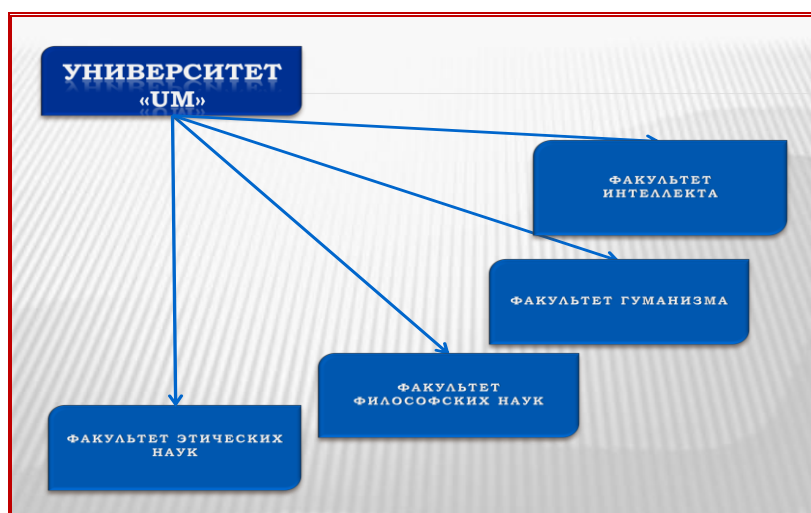 УНИВЕРСИТЕТ
«UM»
ФАКУЛЬТЕТ
ИНТЕЛЛЕКТА
ФАКУЛЬТЕТ ГУМАНИЗМА
ФАКУЛЬТЕТ
ФИЛОСОФСКИХ НАУК
ФАКУЛЬТЕТ ЭТИЧЕСКИХ
НАУК